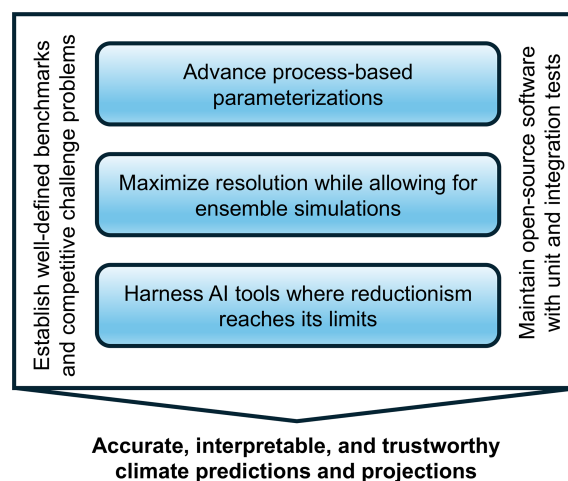 Establish well-defined benchmarks
and competitive challenge problems
Advance process-based
parameterizations
Maximize resolution while allowing for
ensemble simulations
Harness AI tools where reductionism
reaches its limits
Maintain open-source software
with unit and integration tests
Accurate, interpretable, and trustworthy
climate predictions and projections